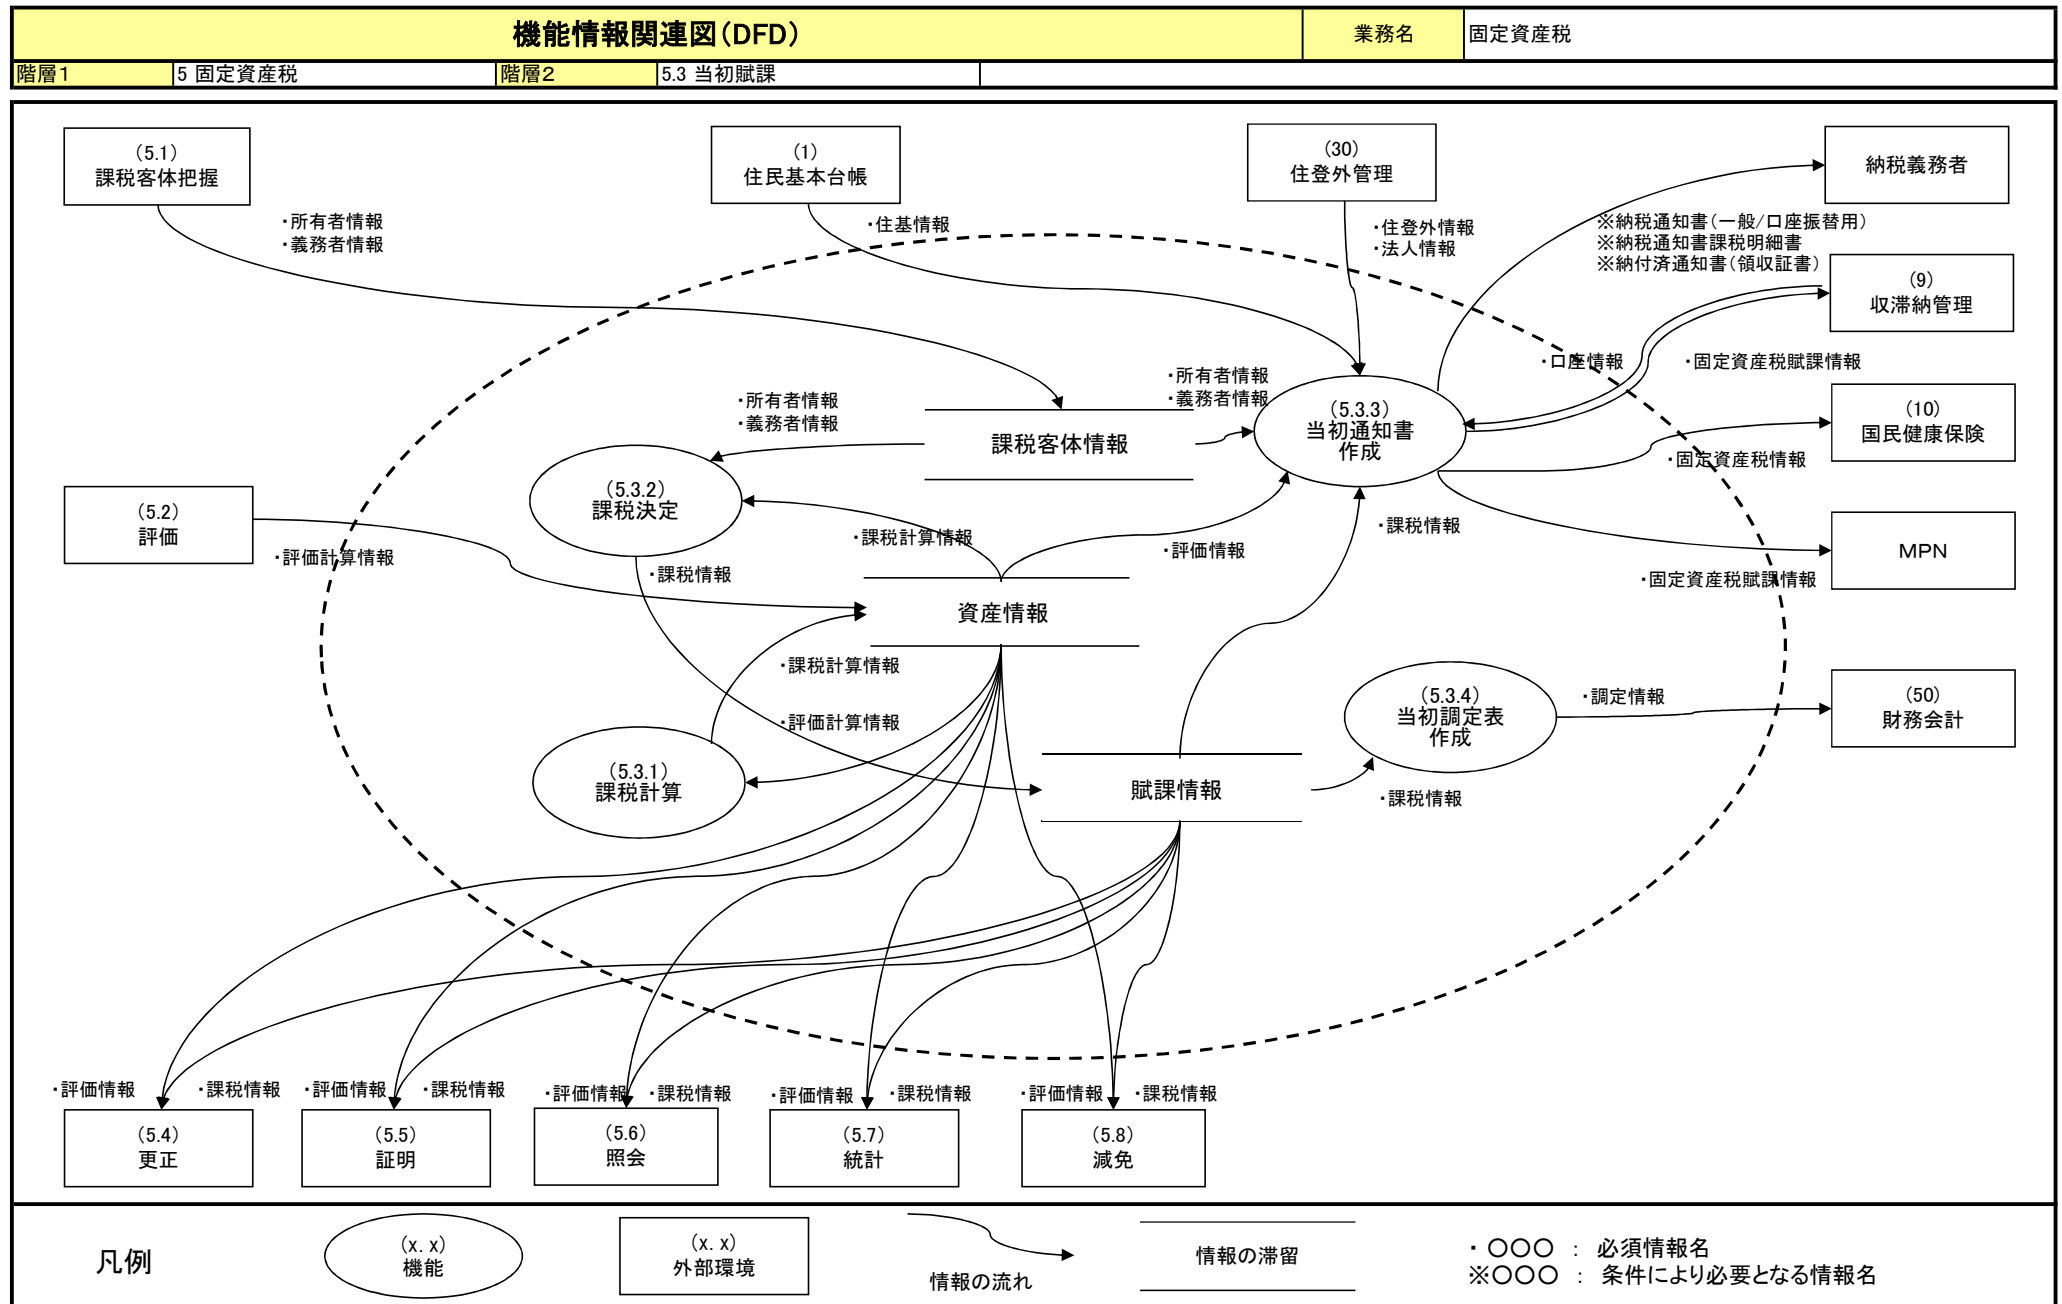 機能情報関連図(DFD)
業務名
固定資産税
階層1
5 固定資産税
階層2
5.3 当初賦課
(5.1)
課税客体把握
(1)
住民基本台帳
(30)
住登外管理
納税義務者
・所有者情報
・義務者情報
・住基情報
・住登外情報
・法人情報
※納税通知書(一般/口座振替用)
※納税通知書課税明細書
※納付済通知書(領収証書)
(9)
収滞納管理
・口座情報
・固定資産税賦課情報
・所有者情報
・義務者情報
・所有者情報
・義務者情報
課税客体情報
(5.3.3)
当初通知書
作成
(10)
国民健康保険
・固定資産税情報
(5.3.2)
課税決定
(5.2)
評価
・評価計算情報
・課税計算情報
・評価情報
・課税情報
MPN
・課税情報
・固定資産税賦課情報
資産情報
・課税計算情報
・評価計算情報
(5.3.1)
課税計算
(5.3.4)
当初調定表
作成
・調定情報
(50)
財務会計
賦課情報
・課税情報
・評価情報
・課税情報
・評価情報
・課税情報
・評価情報
・課税情報
・評価情報
・課税情報
・評価情報
・課税情報
(5.4)
更正
(5.5)
証明
(5.6)
照会
(5.7)
統計
(5.8)
減免
凡例
(x. x)
機能
(x. x)
外部環境
情報の流れ
情報の滞留
・ 〇〇〇 : 必須情報名
※〇〇〇 : 条件により必要となる情報名